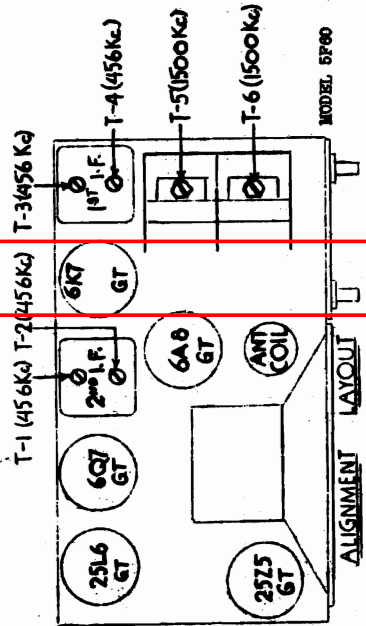 T-1 (456Kc)
T-2(456Kc)
T-3(456 Kc)
T-4(456Kc)
25L6
GT
6Q7
GT
2ND I.F.
6K7
GT
1ST I.F.
6A8
GT
T-5(1500Kc)
25Z5
GT
ANT
COIL
T-6(1500Kc)
ALIGNMENT LAYOUT
MODEL 5F60